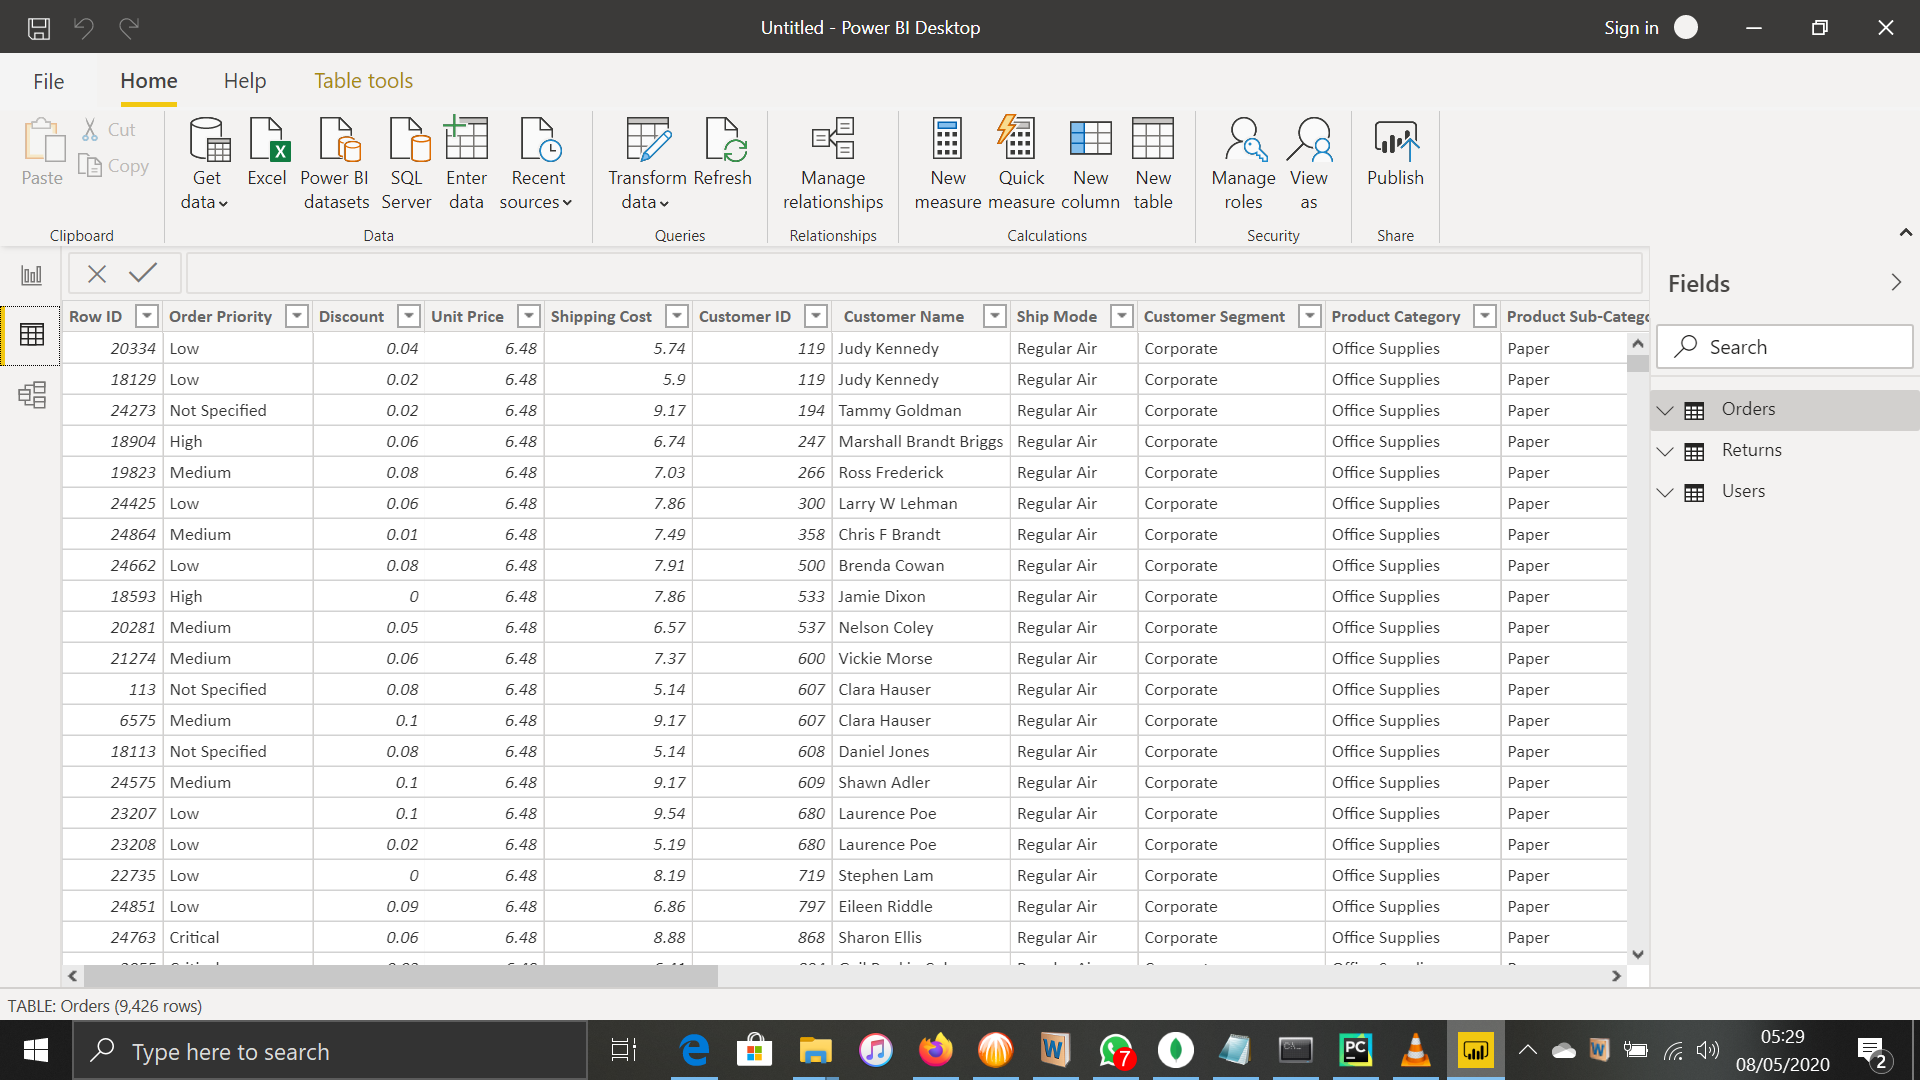 Untitled - Power BI Desktop
Sign in
File Home Help Table tools
Paste
Cut
Copy
Get data
Excel
Power BI datasets
SQL Server
Enter data
Recent sources
Transform data
Refresh
Manage relationships
New measure
Quick measure
New column
New table
Manage roles
View as
Publish
Clipboard Data Queries Relationships Calculations Security Share
Fields
Search
Orders
Returns
Users
Row ID Order Priority Discount Unit Price Shipping Cost Customer ID Customer Name Ship Mode Customer Segment Product Category Product Sub-Catego
20334 Low 0.04 6.48 5.74 119 Judy Kennedy Regular Air Corporate Office Supplies Paper
18129 Low 0.02 6.48 5.9 119 Judy Kennedy Regular Air Corporate Office Supplies Paper
24273 Not Specified 0.02 6.48 9.17 194 Tammy Goldman Regular Air Corporate Office Supplies Paper
18904 High 0.06 6.48 6.74 247 Marshall Brandt Briggs Regular Air Corporate Office Supplies Paper
19823 Medium 0.08 6.48 7.03 266 Ross Frederick Regular Air Corporate Office Supplies Paper
24425 Low 0.06 6.48 7.86 300 Larry W Lehman Regular Air Corporate Office Supplies Paper
24864 Medium 0.01 6.48 7.49 358 Chris F Brandt Regular Air Corporate Office Supplies Paper
24662 Low 0.08 6.48 7.91 500 Brenda Cowan Regular Air Corporate Office Supplies Paper
18593 High 0 6.48 7.86 533 Jamie Dixon Regular Air Corporate Office Supplies Paper
20281 Medium 0.05 6.48 6.57 537 Nelson Coley Regular Air Corporate Office Supplies Paper
21274 Medium 0.06 6.48 7.37 600 Vickie Morse Regular Air Corporate Office Supplies Paper
113 Not Specified 0.08 6.48 5.14 607 Clara Hauser Regular Air Corporate Office Supplies Paper
6575 Medium 0.1 6.48 9.17 607 Clara Hauser Regular Air Corporate Office Supplies Paper
18113 Not Specified 0.08 6.48 5.14 608 Daniel Jones Regular Air Corporate Office Supplies Paper
24575 Medium 0.1 6.48 9.17 609 Shawn Adler Regular Air Corporate Office Supplies Paper
23207 Low 0.1 6.48 9.54 680 Laurence Poe Regular Air Corporate Office Supplies Paper
23208 Low 0.02 6.48 5.19 680 Laurence Poe Regular Air Corporate Office Supplies Paper
22735 Low 0 6.48 8.19 719 Stephen Lam Regular Air Corporate Office Supplies Paper
24851 Low 0.09 6.48 6.86 797 Eileen Riddle Regular Air Corporate Office Supplies Paper
24763 Critical 0.06 6.48 8.88 868 Sharon Ellis Regular Air Corporate Office Supplies Paper
TABLE: Orders (9,426 rows)
Type here to search
7
PC
05:29
08/05/2020
2